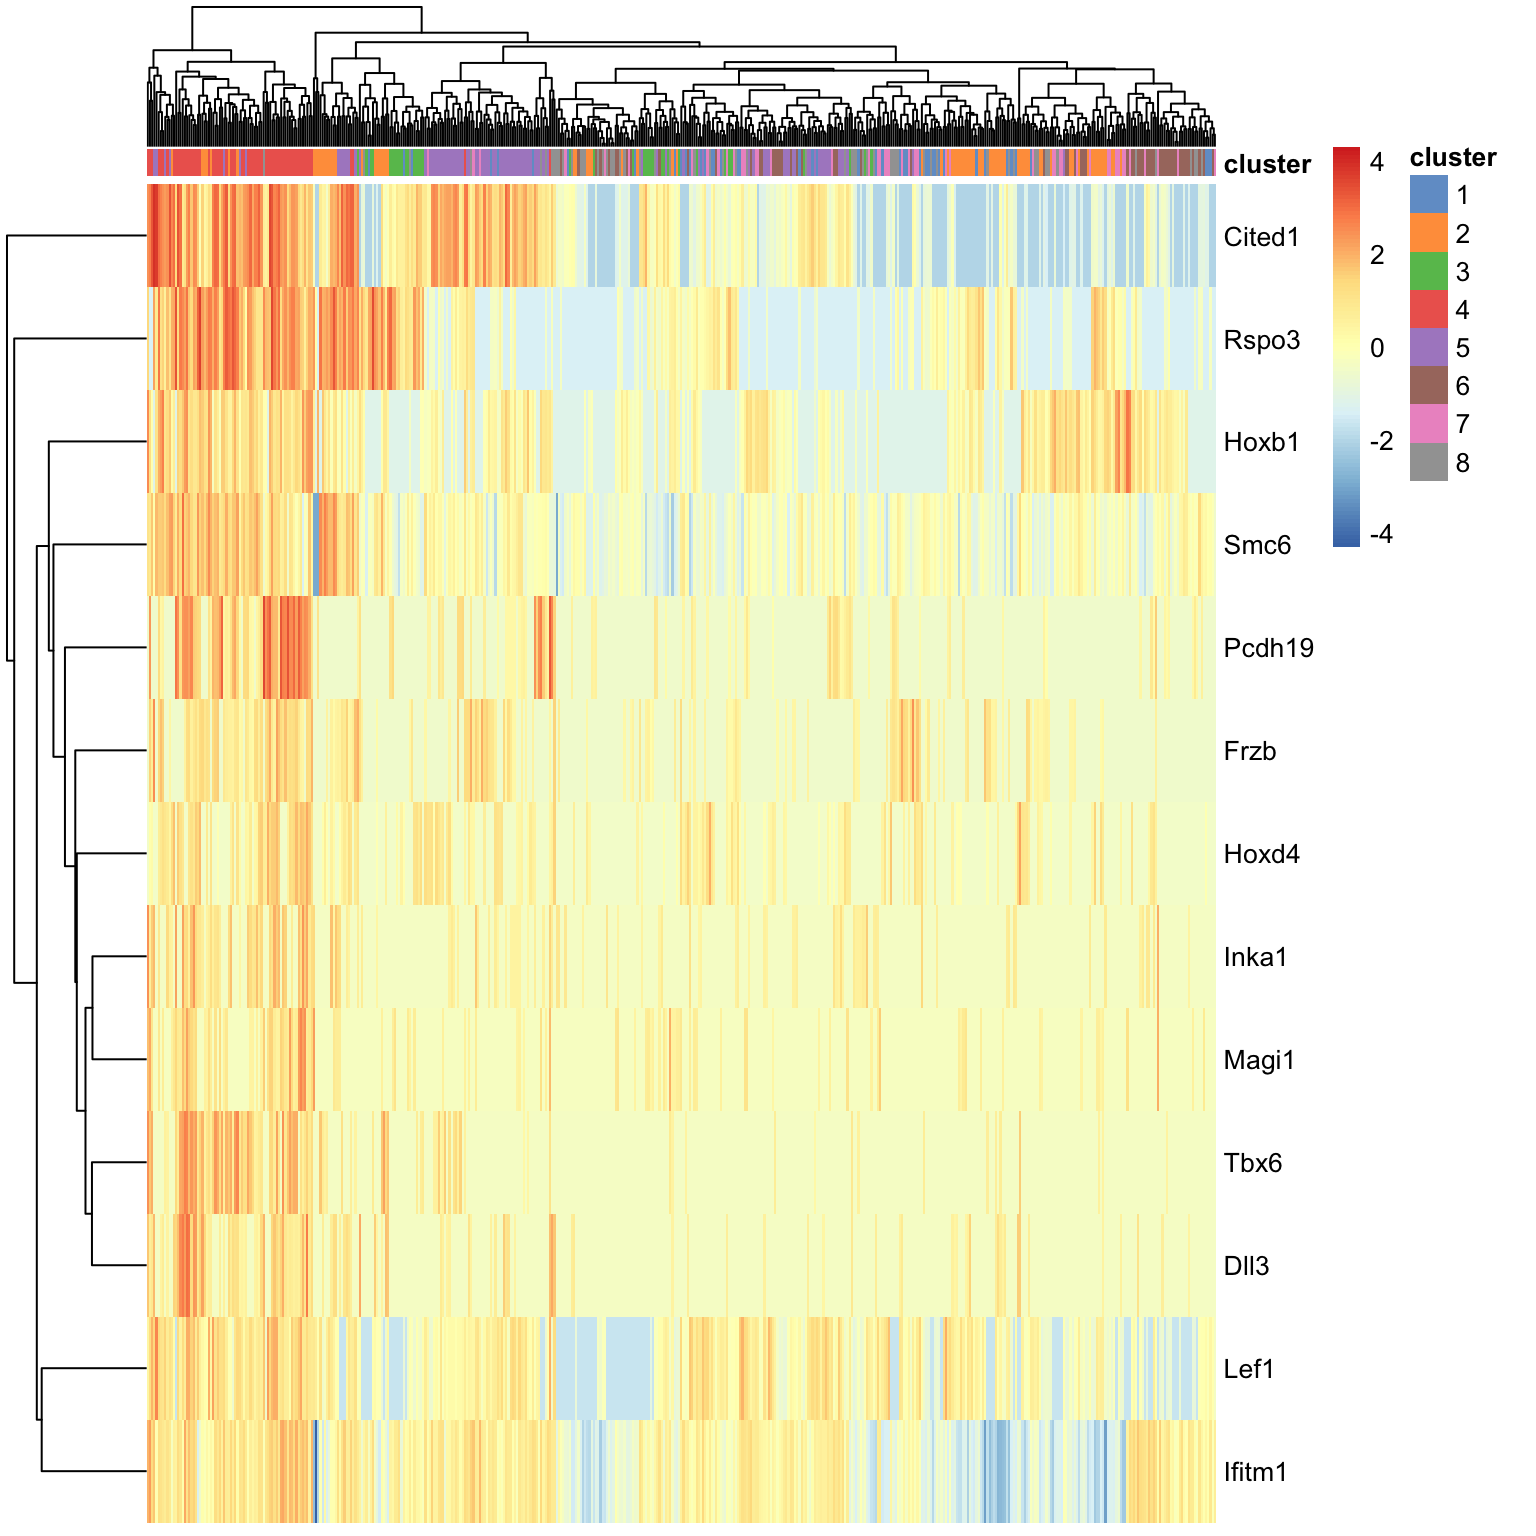 cluster
Cited1
Rspo3
Hoxb1
Smc6
Pcdh19
Frzb
Hoxd4
Inka1
Magi1
Tbx6
Dll3
Lef1
Ifitm1
4
2
0
-2
-4
cluster
1
2
3
4
5
6
7
8